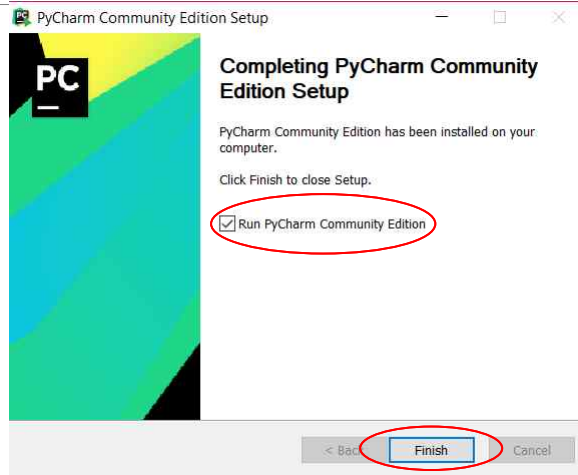 PyCharm Community Edition Setup
PC
Completing PyCharm Community
Edition Setup
PyCharm Community Edition has been installed on your
computer.
Click Finish to close Setup.
Run PyCharm Community Edition
< Back Finish Cancel